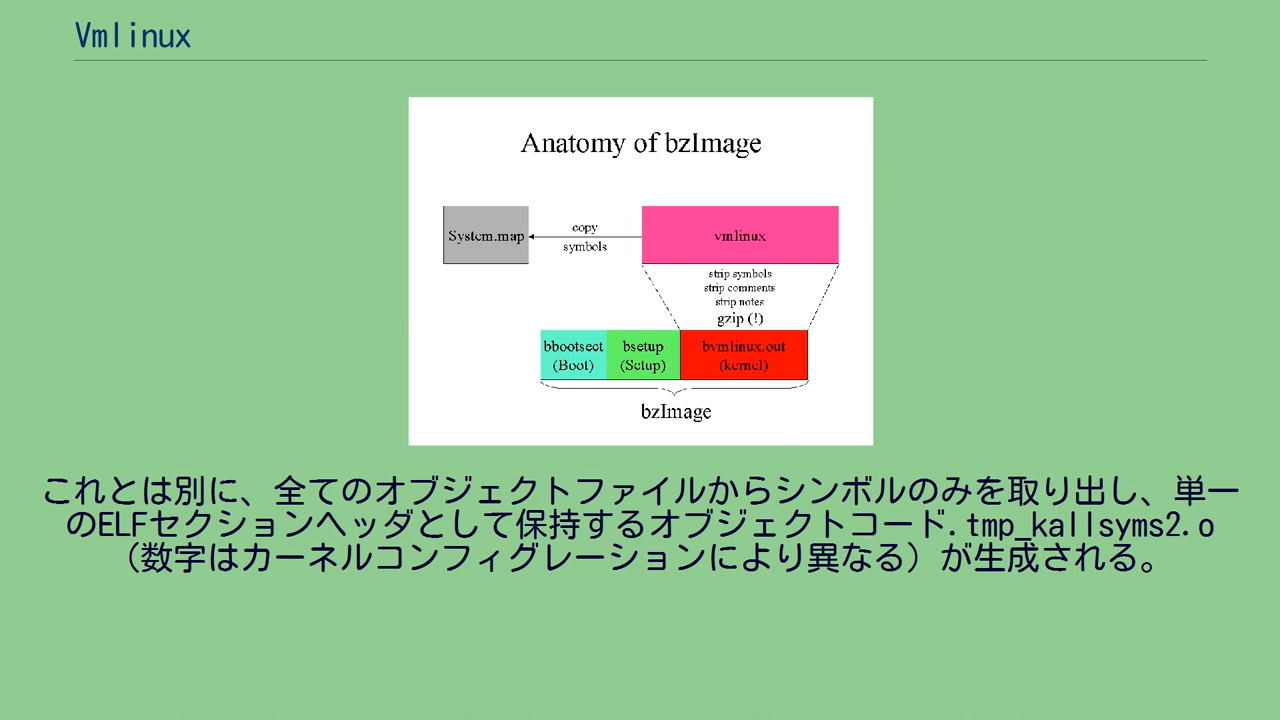 Vmlinux
Anatomy of bzImage
System.map
copy
symbols
vmlinux
strip symbols
strip comments
strip notes
gzip (!)
bbootsect
(Boot)
bsetup
(Setup)
bvmlinux.out
(kernel)
bzImage
これとは別に、全てのオブジェクトファイルからシンボルのみを取り出し、単一
のELFセクションヘッダとして保持するオブジェクトコード.tmp_kallsyms2.o
（数字はカーネルコンフィグレーションにより異なる）が生成される。